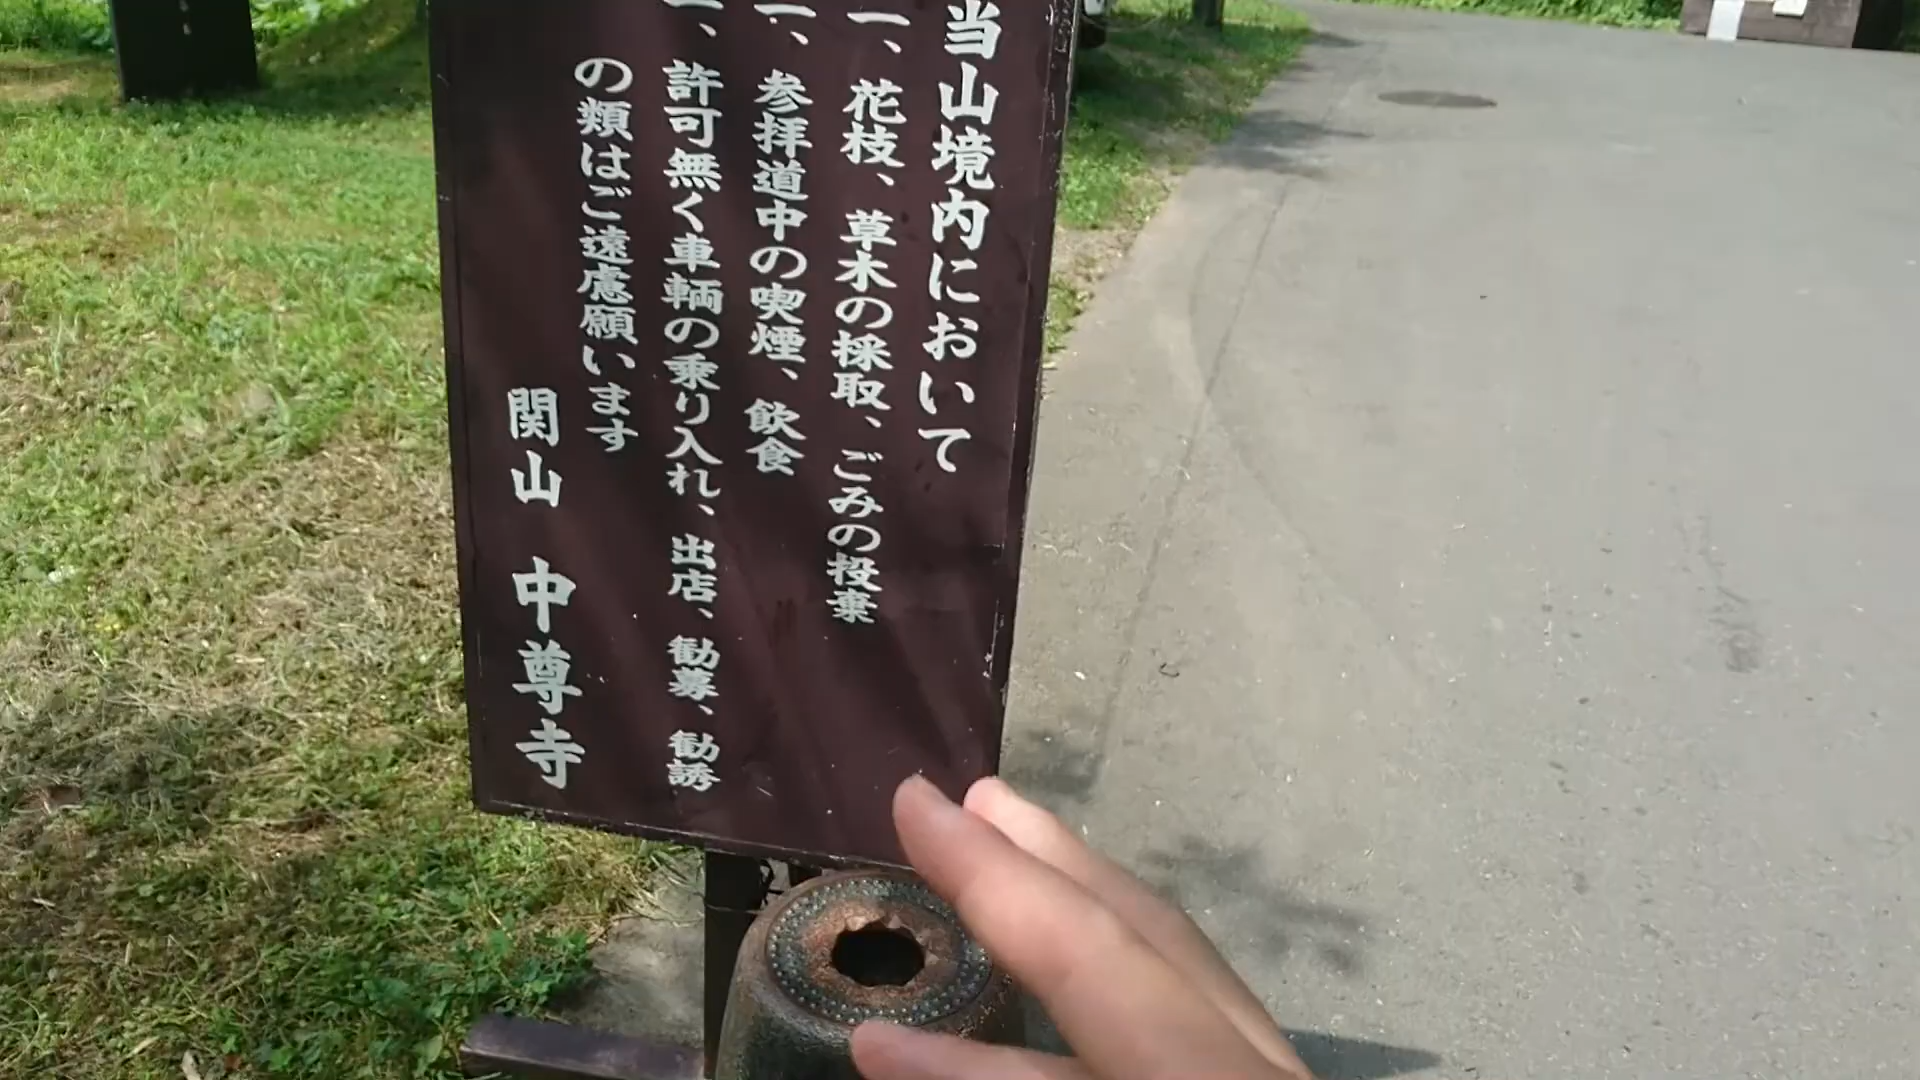 当山境内において
一、花枝、草木の採取、ごみの投棄
一、参拝道中の喫煙、飲食
一、許可無く車輌の乗り入れ、出店、勧募、勧誘
の類はご遠慮願います
関山 中尊寺